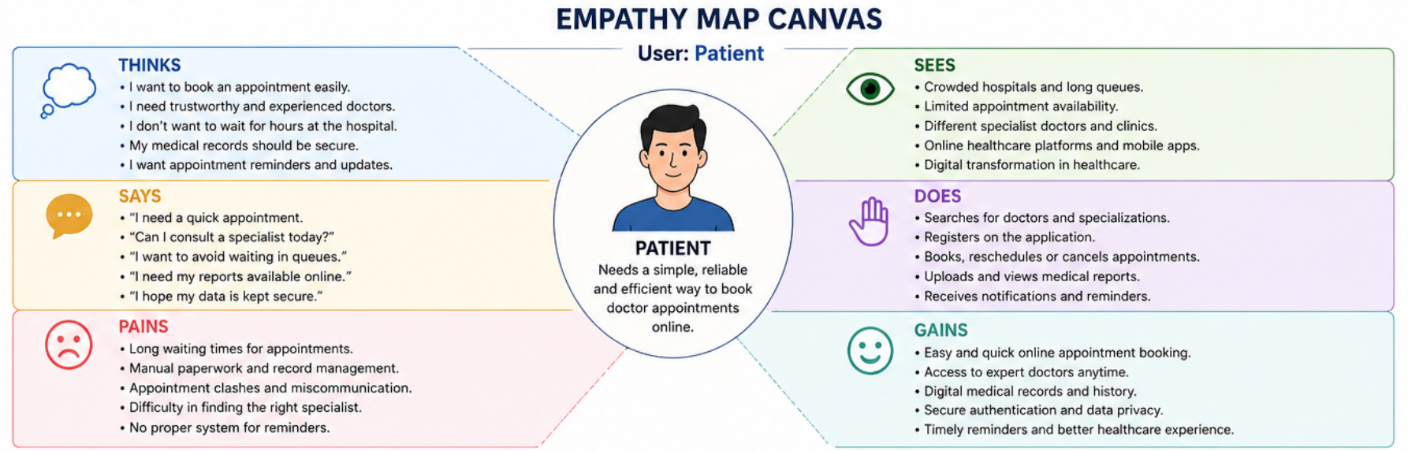 EMPATHY MAP CANVAS
User: Patient
THINKS
• I want to book an appointment easily.
• I need trustworthy and experienced doctors.
• I don't want to wait for hours at the hospital.
• My medical records should be secure.
• I want appointment reminders and updates.
SAYS
• "I need a quick appointment.
• "Can I consult a specialist today?"
• "I want to avoid waiting in queues."
• "I need my reports available online."
• "I hope my data is kept secure."
PAINS
• Long waiting times for appointments.
• Manual paperwork and record management.
• Appointment clashes and miscommunication.
• Difficulty in finding the right specialist.
• No proper system for reminders.
PATIENT
Needs a simple, reliable
and efficient way to book
doctor appointments
online.
SEES
• Crowded hospitals and long queues.
• Limited appointment availability.
• Different specialist doctors and clinics.
• Online healthcare platforms and mobile apps.
• Digital transformation in healthcare.
DOES
• Searches for doctors and specializations.
• Registers on the application.
• Books, reschedules or cancels appointments.
• Uploads and views medical reports.
• Receives notifications and reminders.
GAINS
• Easy and quick online appointment booking.
• Access to expert doctors anytime.
• Digital medical records and history.
• Secure authentication and data privacy.
• Timely reminders and better healthcare experience.